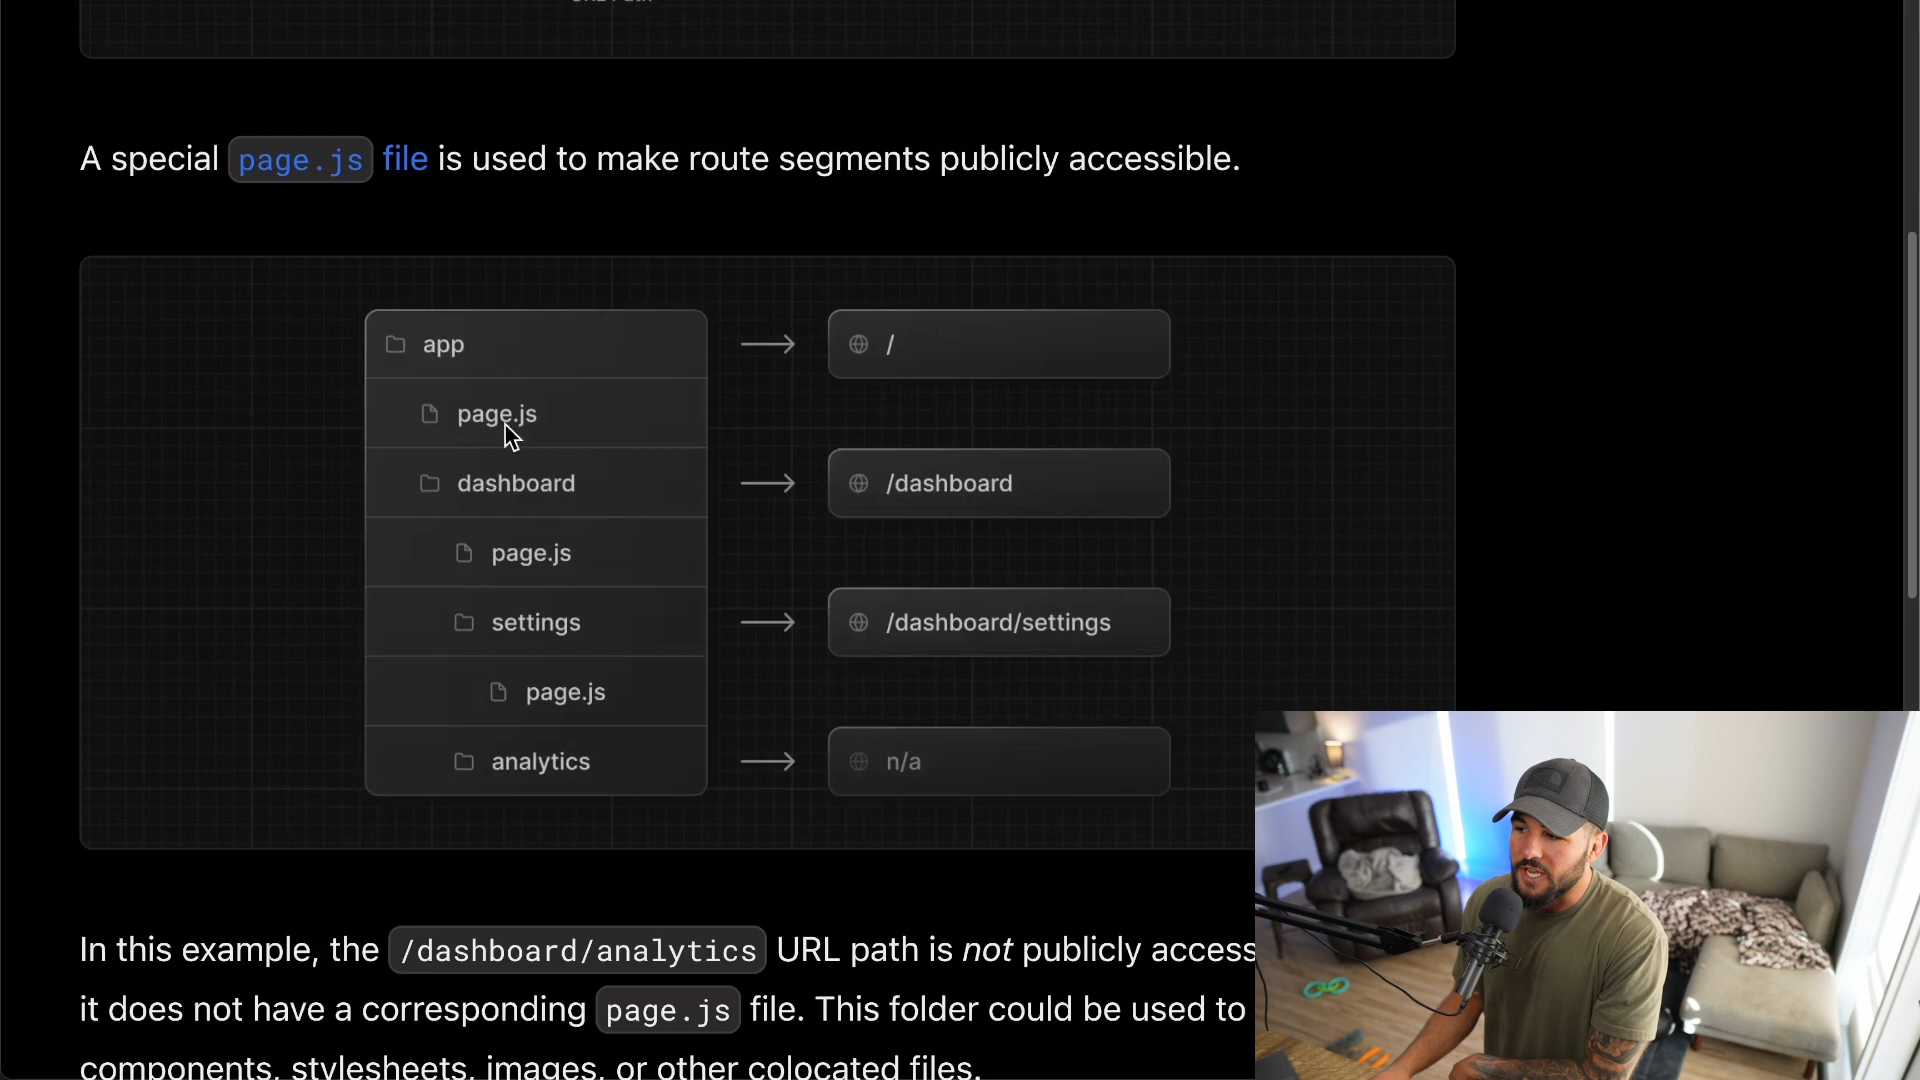 A special page.js file is used to make route segments publicly accessible.
app
/
page.js
dashboard
/dashboard
page.js
settings
/dashboard/settings
page.js
analytics
n/a
In this example, the /dashboard/analytics URL path is not publicly access
it does not have a corresponding page.js file. This folder could be used to
components, stylesheets, images, or other colocated files.